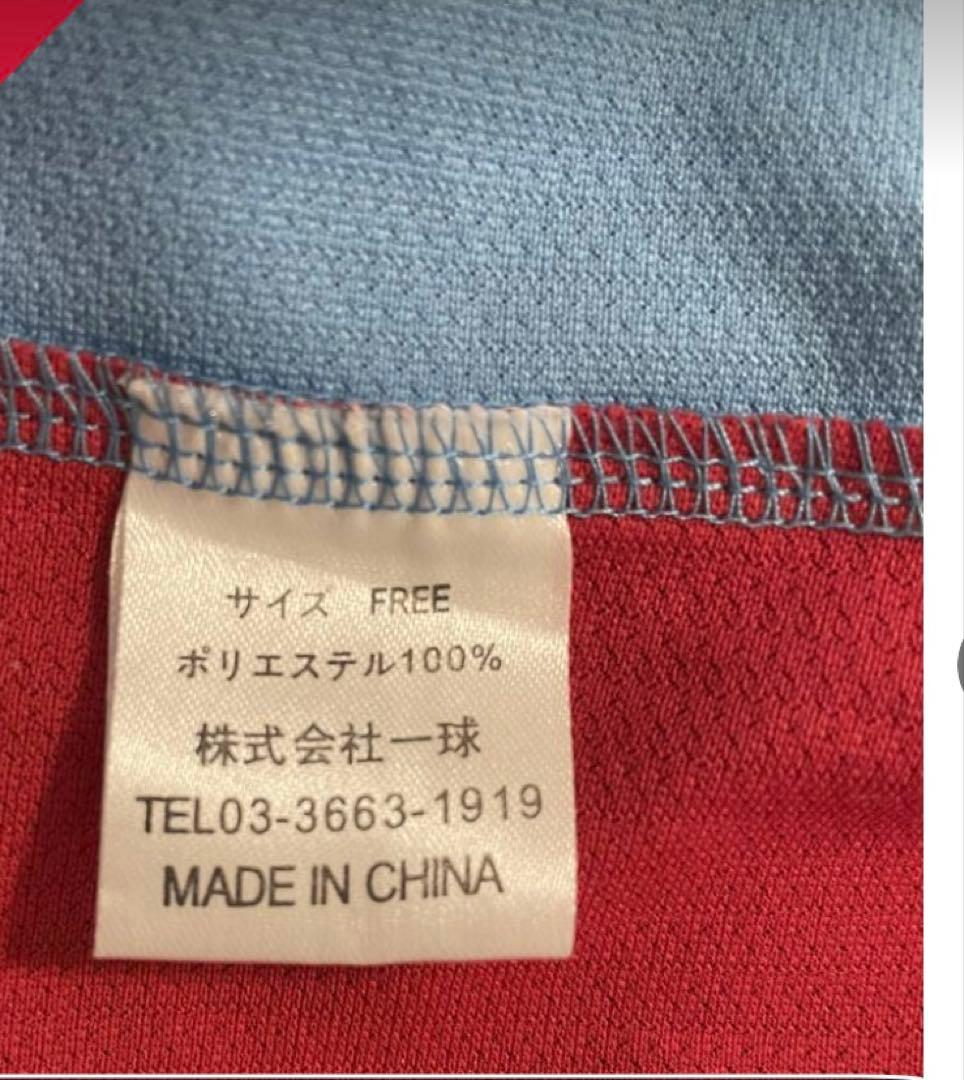 サイズ　FREE
ポリエステル100%
株式会社一球
TEL03-3663-1919
MADE IN CHINA